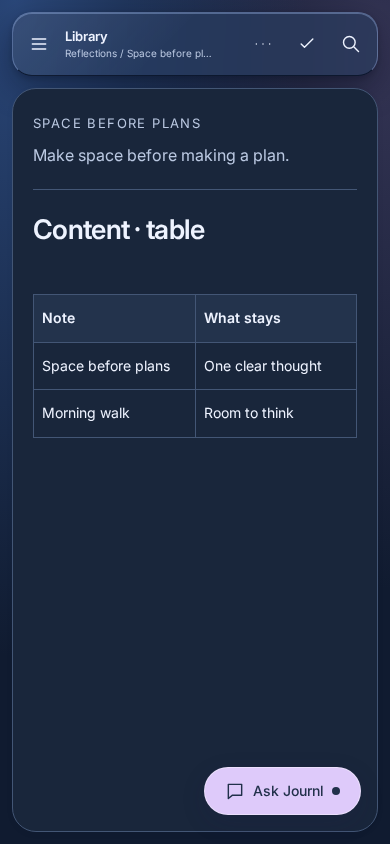 Library
Reflections / Space before pl...
SPACE BEFORE PLANS
Make space before making a plan.
Content · table
Note What stays
Space before plans One clear thought
Morning walk Room to think
Ask Journl